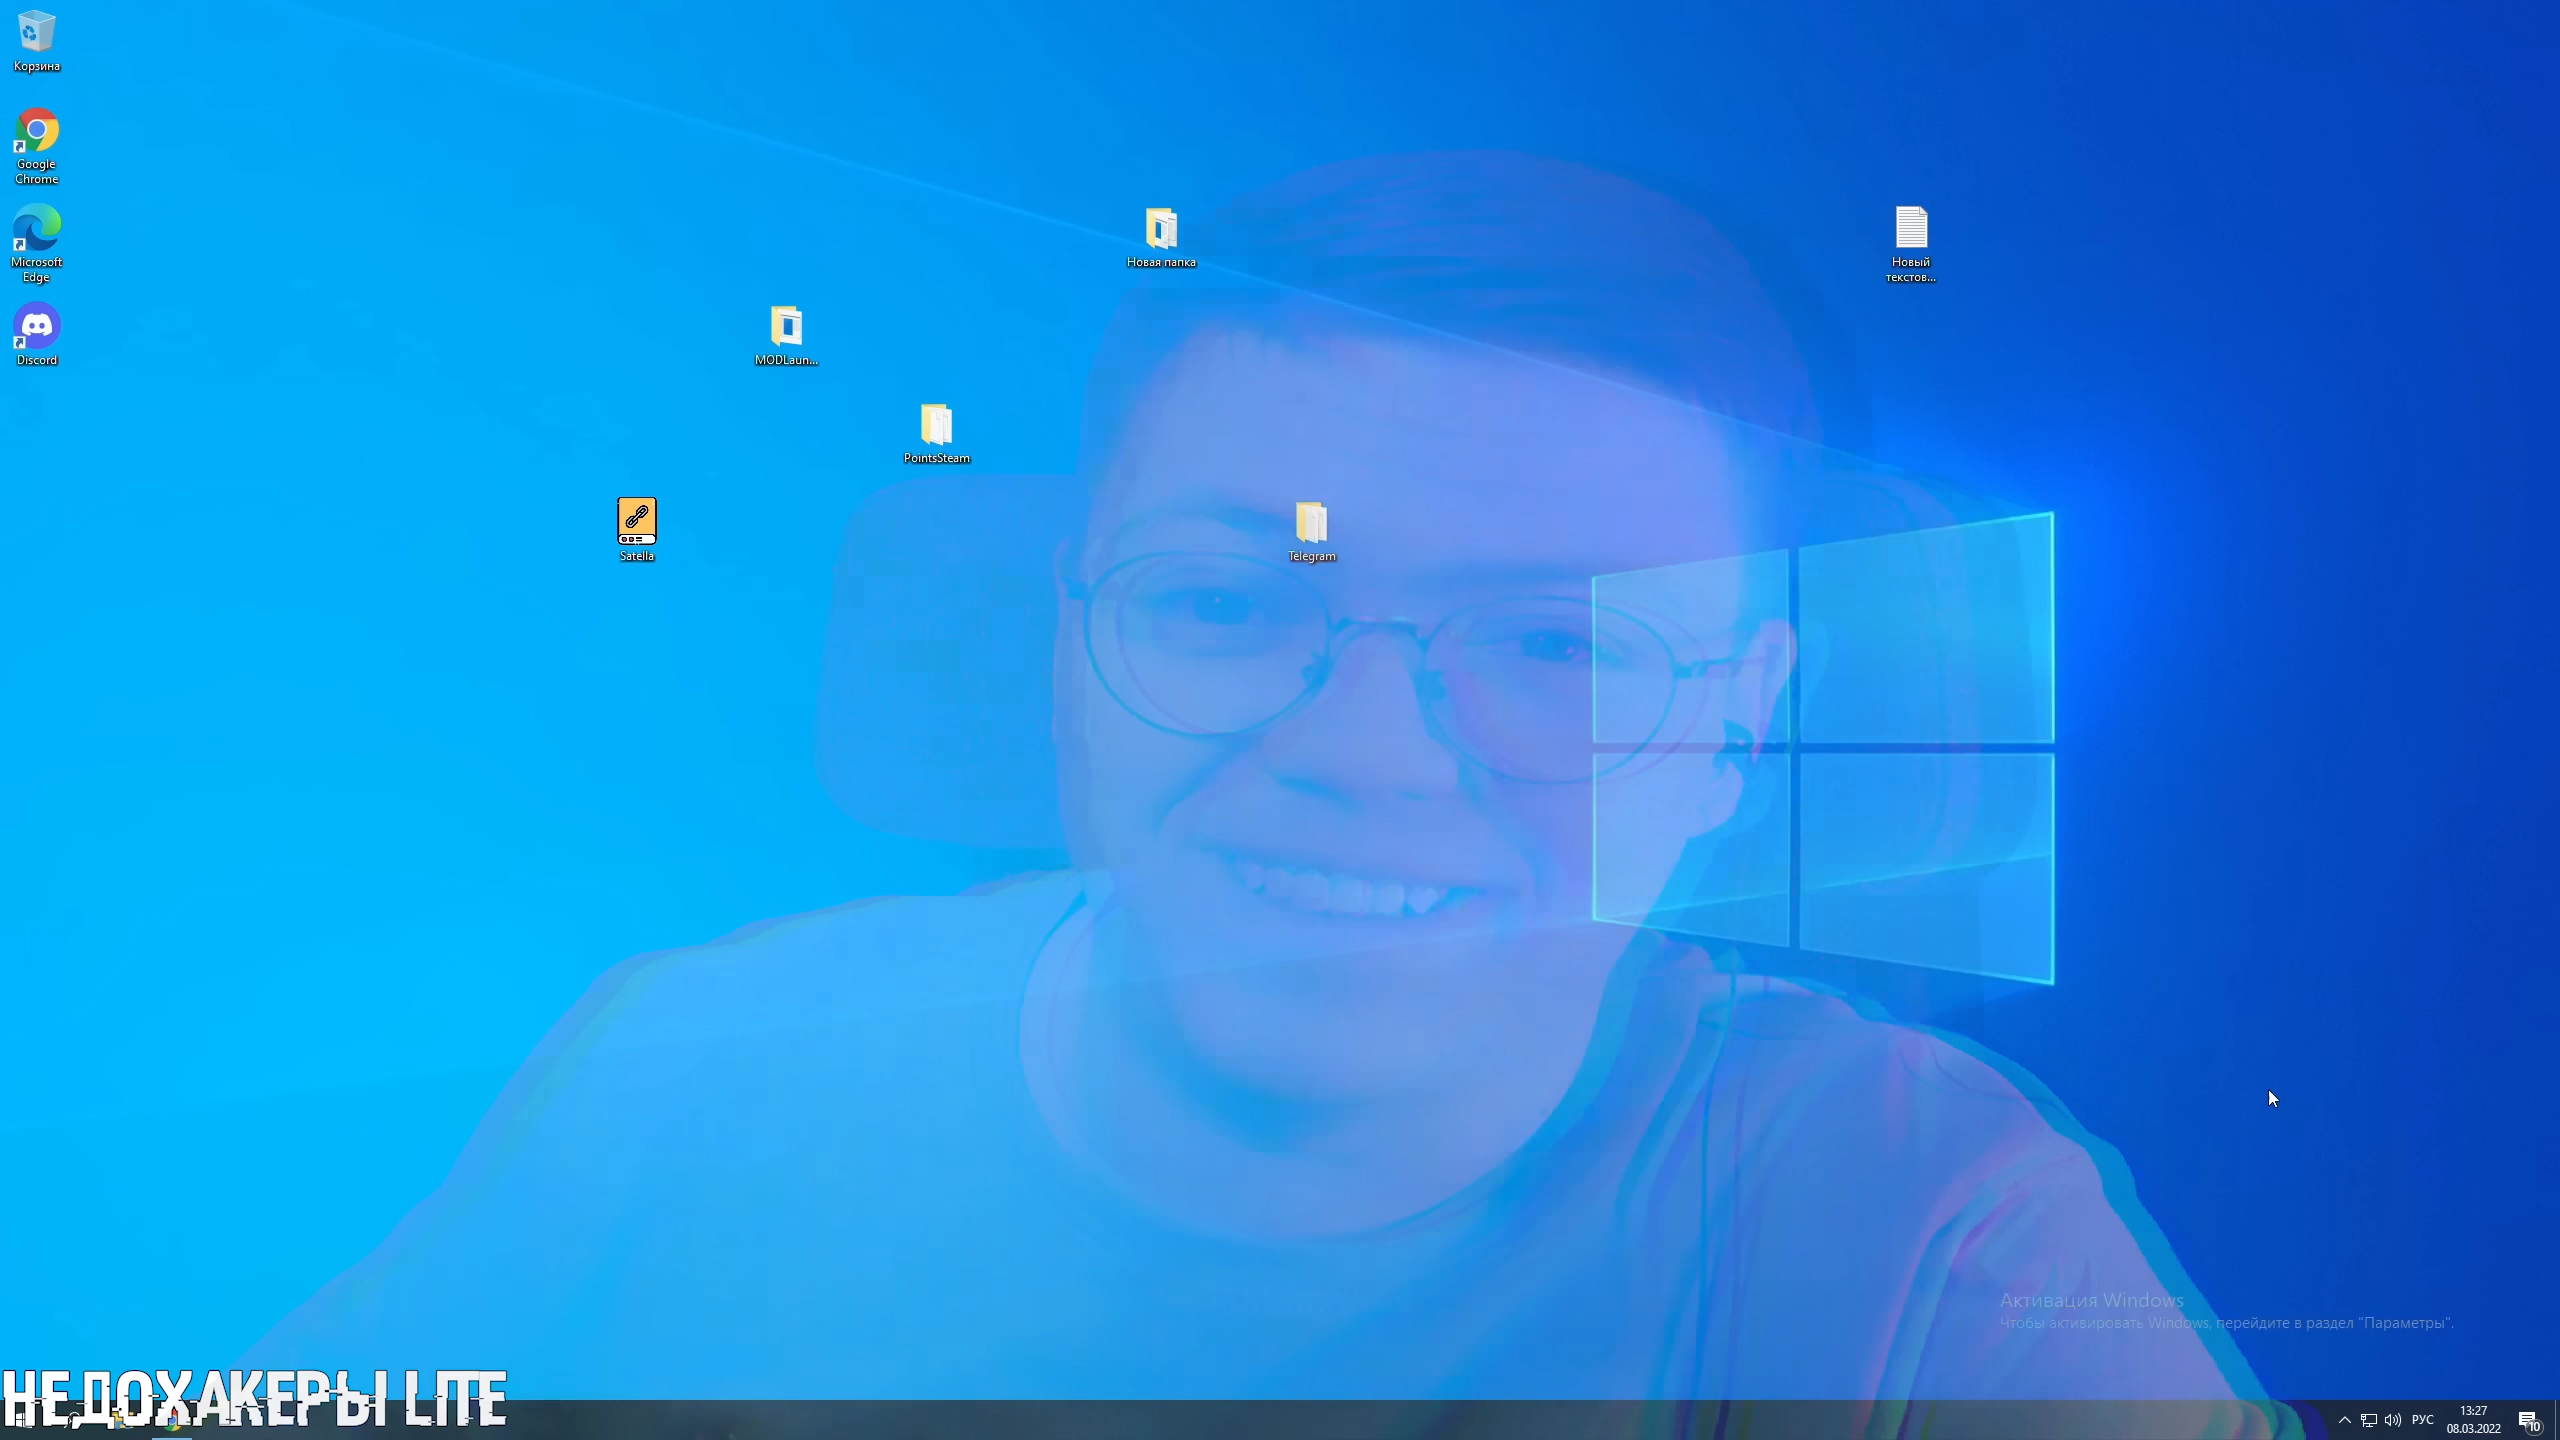 Корзина
Google
Chrome
Microsoft
Edge
Discord
Новая папка
Новый
текстов...
MODLaun...
PointsSteam
Satella
Telegram
Активация Windows
Чтобы активировать Windows, перейдите в раздел "Параметры".
НЕДОХАКЕРЫ LITE
РУС
13:27
08.03.2022
10